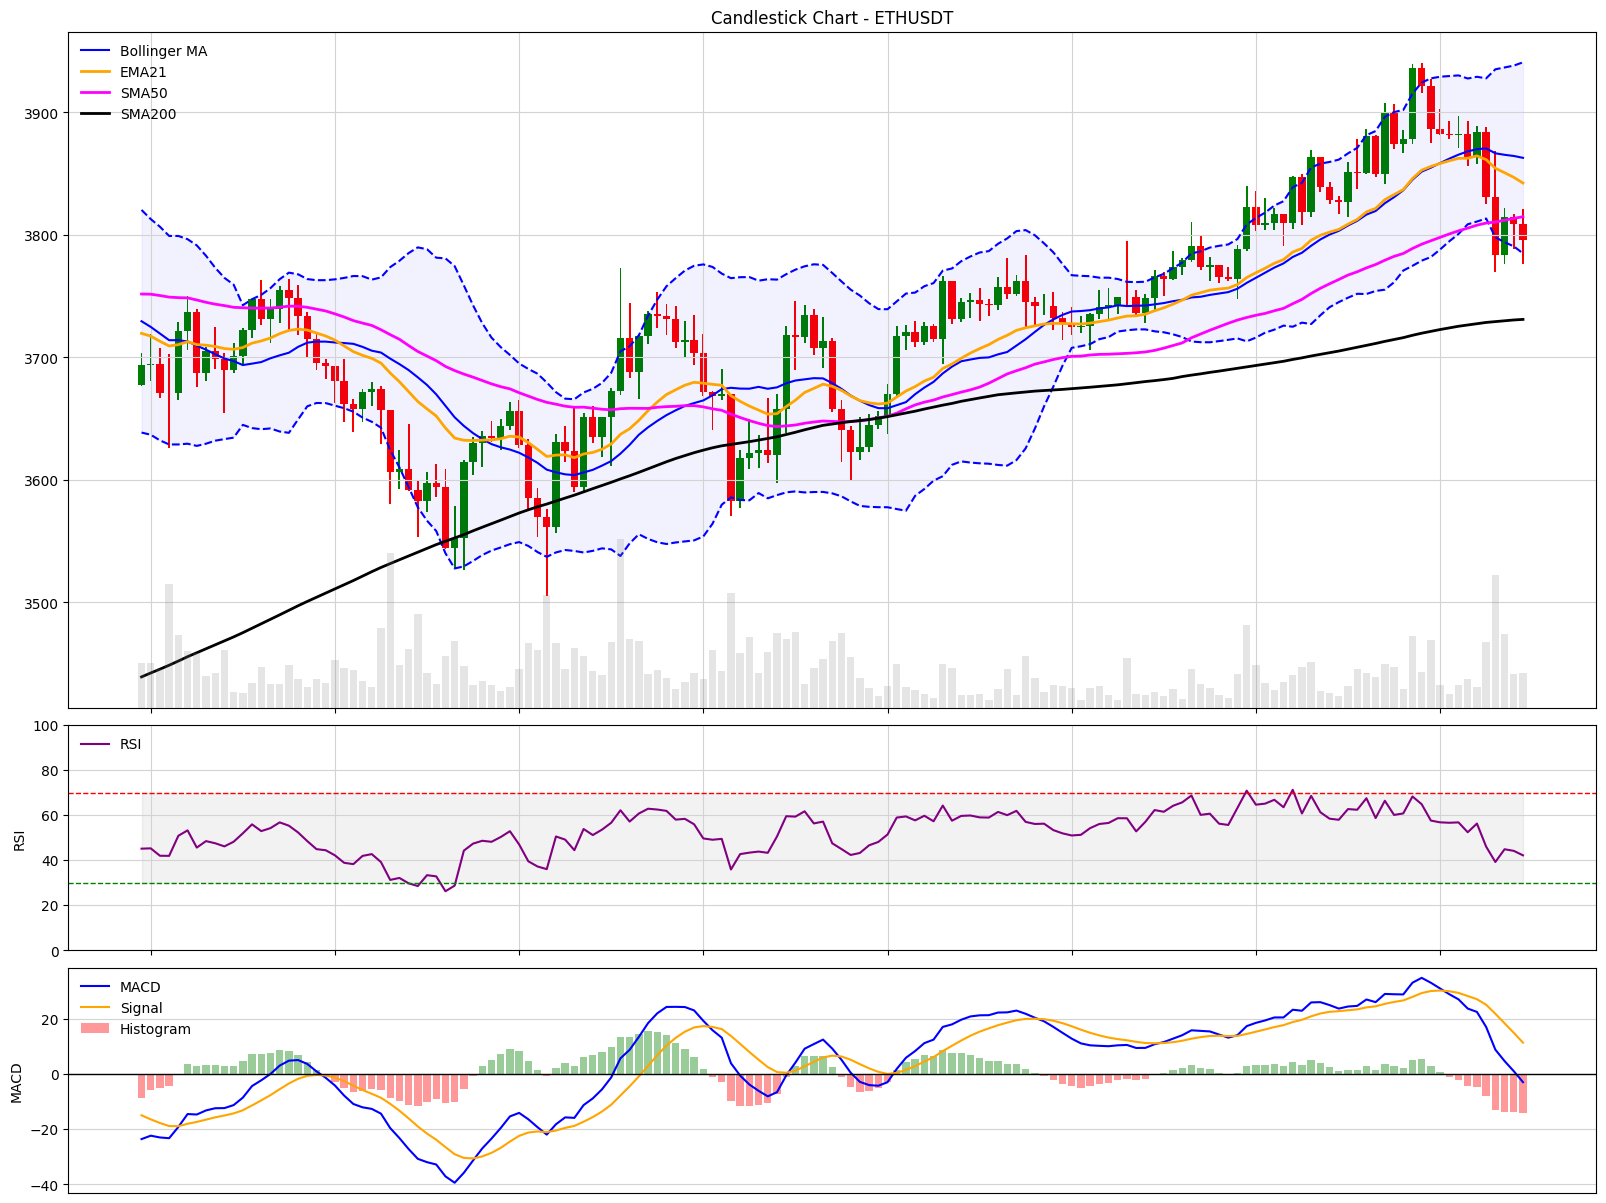 Candlestick Chart - ETHUSDT
Bollinger MA
EMA21
SMA50
SMA200
3900
3800
3700
3600
3500
100
80
60
40
20
0
RSI
RSI
20
0
−20
−40
MACD
MACD
Signal
Histogram